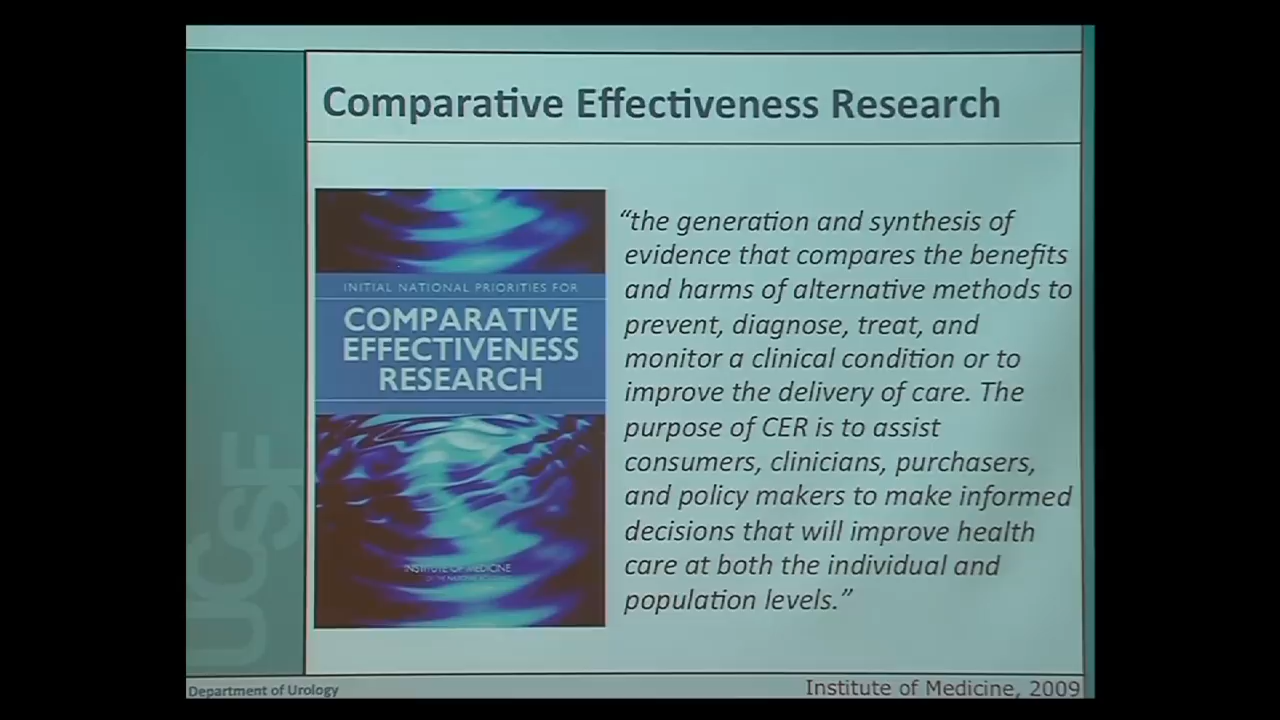 Comparative Effectiveness Research
INITIAL NATIONAL PRIORITIES FOR
COMPARATIVE
EFFECTIVENESS
RESEARCH
INSTITUTE OF MEDICINE
“the generation and synthesis of
evidence that compares the benefits
and harms of alternative methods to
prevent, diagnose, treat, and
monitor a clinical condition or to
improve the delivery of care. The
purpose of CER is to assist
consumers, clinicians, purchasers,
and policy makers to make informed
decisions that will improve health
care at both the individual and
population levels.”
UCSF
Department of Urology
Institute of Medicine, 2009